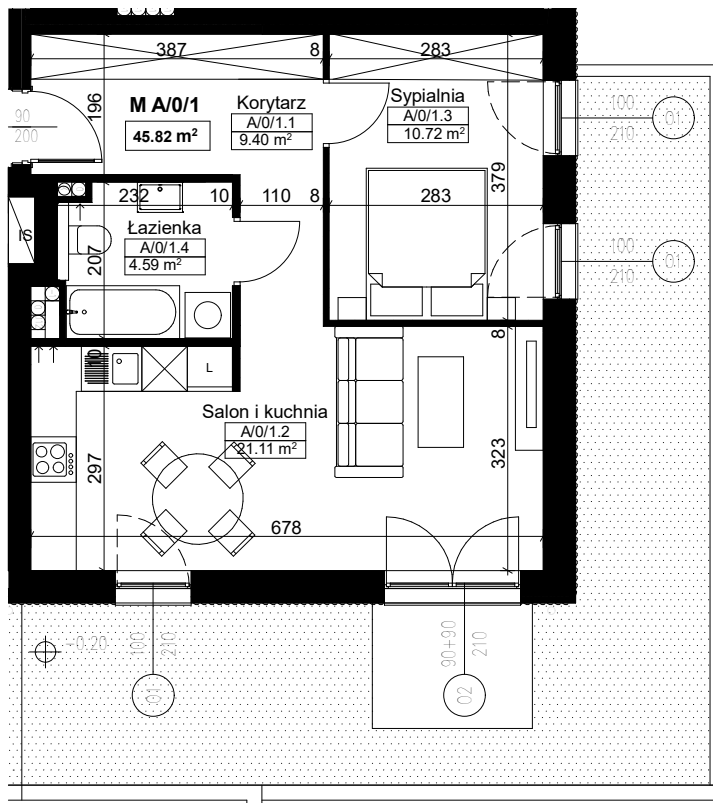 387
8
283
90
200
196
M A/0/1
45.82 m²
Korytarz
A/0/1.1
9.40 m²
Sypialnia
A/0/1.3
10.72 m²
100
210
01
379
232
10
110
8
283
IS
Łazienka
A/0/1.4
4.59 m²
207
100
210
01
10
L
8
Salon i kuchnia
A/0/1.2
21.11 m²
297
323
678
-0.20
100
210
90+90
210
01
02